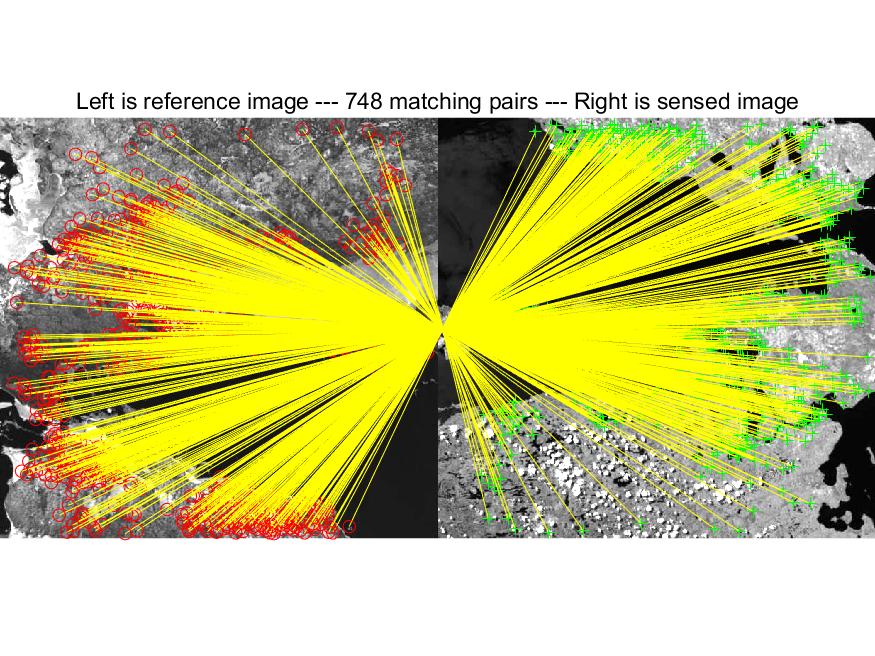 Left is reference image --- 748 matching pairs --- Right is sensed image